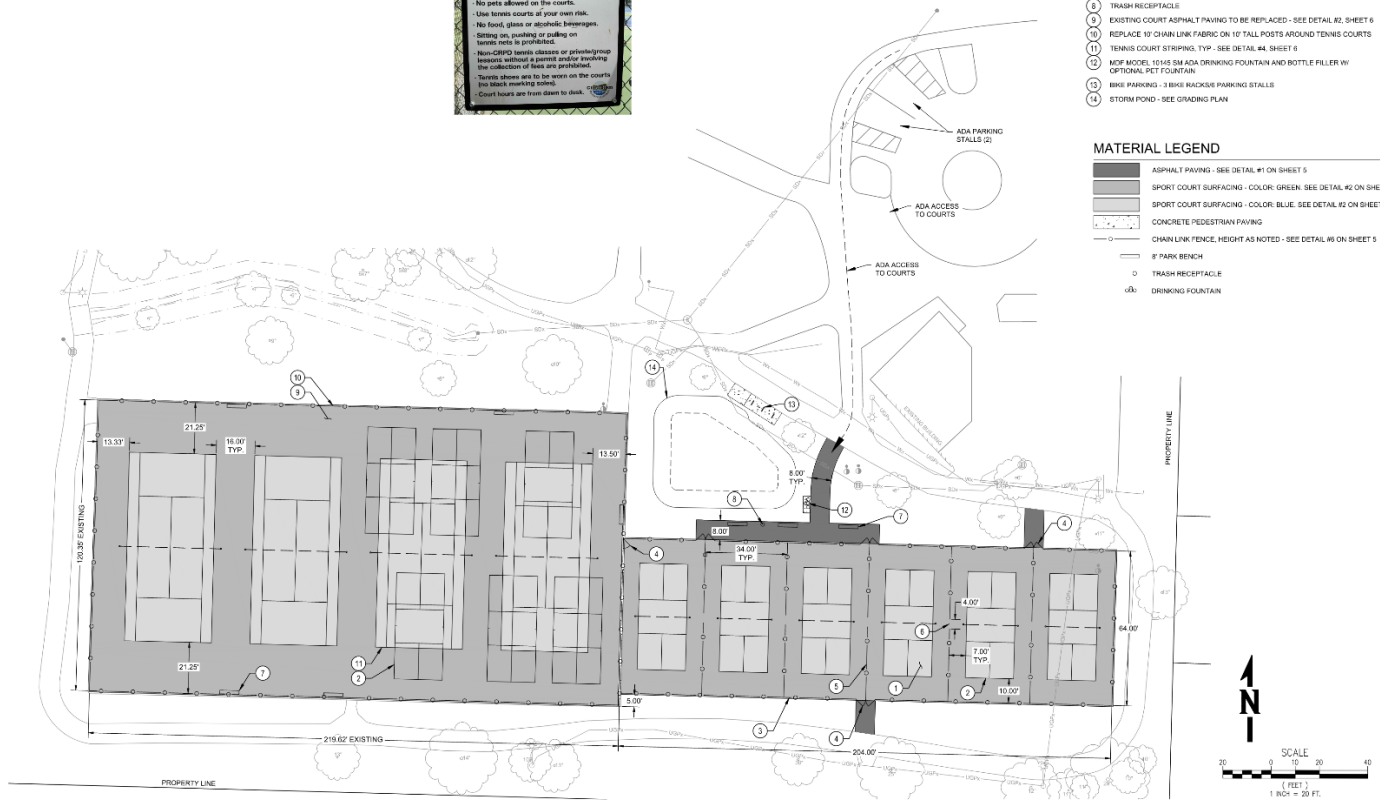 - No pets allowed on the courts.
- Use tennis courts at your own risk.
- No food, glass or alcoholic beverages.
- Sitting on, pushing or pulling on
tennis nets is prohibited.
- Non-CRPD tennis classes or private/group
lessons without a permit and/or involving
the collection of fees are prohibited.
- Tennis shoes are to be worn on the courts
(no black marking soles).
- Court hours are from dawn to dusk.
8 TRASH RECEPTACLE
9 EXISTING COURT ASPHALT PAVING TO BE REPLACED - SEE DETAIL #2, SHEET 6
10 REPLACE 10' CHAIN LINK FABRIC ON 10' TALL POSTS AROUND TENNIS COURTS
11 TENNIS COURT STRIPING, TYP - SEE DETAIL #4, SHEET 6
12 MDF MODEL 10145 SM ADA DRINKING FOUNTAIN AND BOTTLE FILLER W/
OPTIONAL PET FOUNTAIN
13 BIKE PARKING - 3 BIKE RACKS/6 PARKING STALLS
14 STORM POND - SEE GRADING PLAN
MATERIAL LEGEND
ASPHALT PAVING - SEE DETAIL #1 ON SHEET 5
SPORT COURT SURFACING - COLOR: GREEN. SEE DETAIL #2 ON SHE
SPORT COURT SURFACING - COLOR: BLUE. SEE DETAIL #2 ON SHEET
CONCRETE PEDESTRIAN PAVING
CHAIN LINK FENCE, HEIGHT AS NOTED - SEE DETAIL #6 ON SHEET 5
8' PARK BENCH
TRASH RECEPTACLE
DRINKING FOUNTAIN
ADA PARKING
STALLS (2)
ADA ACCESS
TO COURTS
ADA ACCESS
TO COURTS
EXISTING BUILDING
PROPERTY LINE
14
13
10
9
21.25'
13.33'
16.00'
TYP.
13.50'
8.00'
TYP.
8
12
7
8.00'
4
4
34.00'
TYP.
120.35' EXISTING
4.00'
6
64.00'
21.25'
11
2
7
7.00'
TYP.
5
1
2
10.00'
5.00'
3
4
219.62' EXISTING
204.00'
PROPERTY LINE
N
SCALE
20 0 10 20 40
( FEET )
1 INCH = 20 FT.